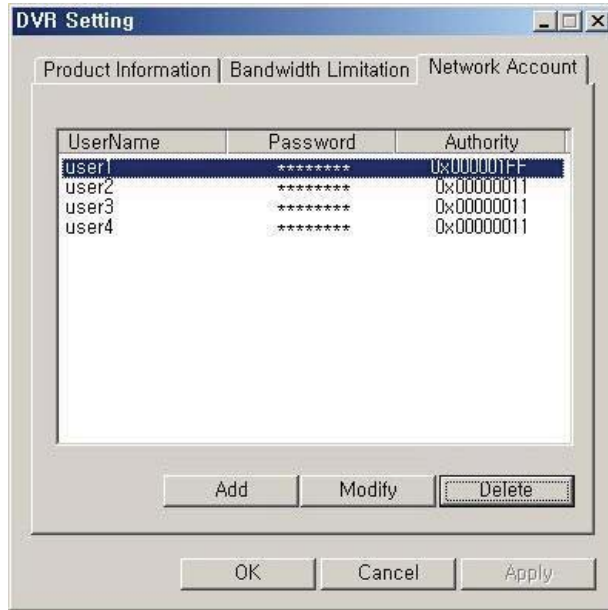 DVR Setting
Product Information Bandwidth Limitation Network Account
UserName Password Authority
user1 ******** 0x000001FF
user2 ******** 0x00000011
user3 ******** 0x00000011
user4 ******** 0x00000011
Add Modify Delete
OK Cancel Apply